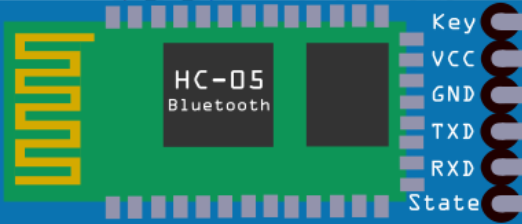 HC-05
Bluetooth
Key
VCC
GND
TXD
RXD
State